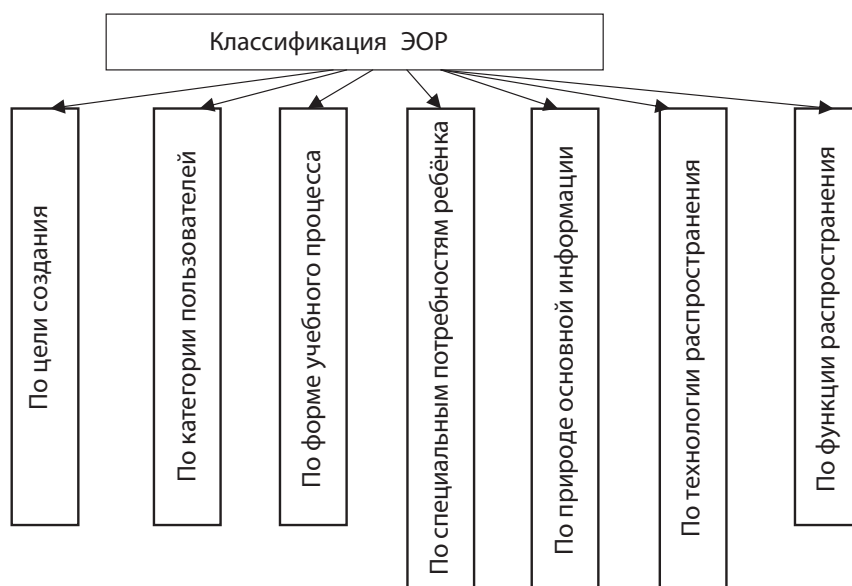 Классификация ЭОР
По цели создания
По категории пользователей
По форме учебного процесса
По специальным потребностям ребёнка
По природе основной информации
По технологии распространения
По функции распространения